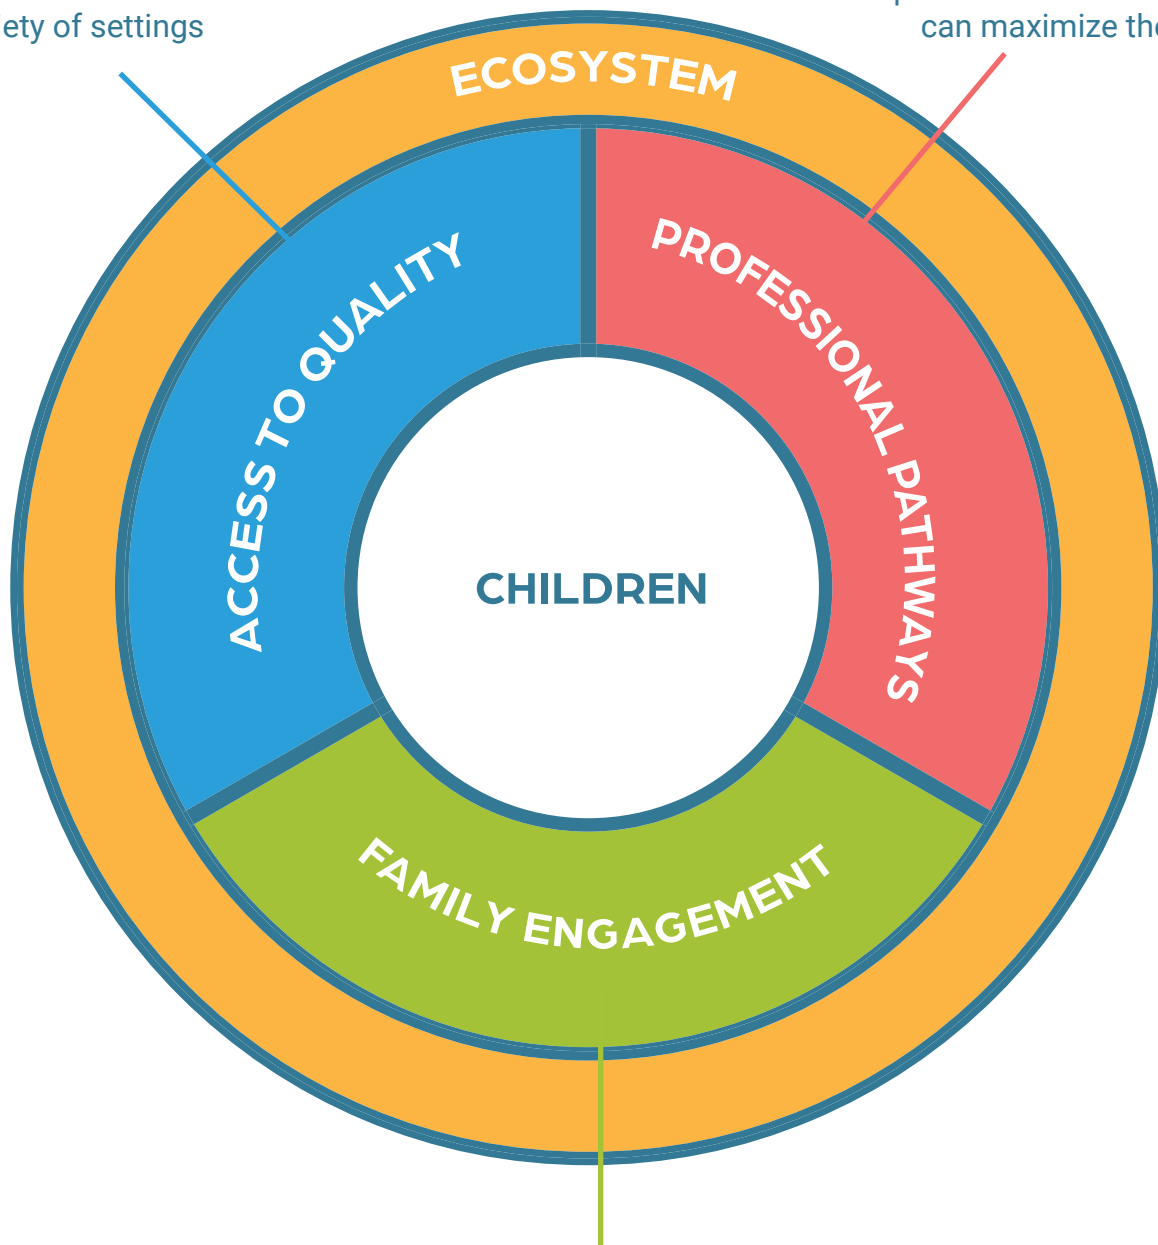 ety of settings
can maximize the
ECOSYSTEM
ACCESS TO QUALITY
PROFESSIONAL PATHWAYS
CHILDREN
FAMILY ENGAGEMENT